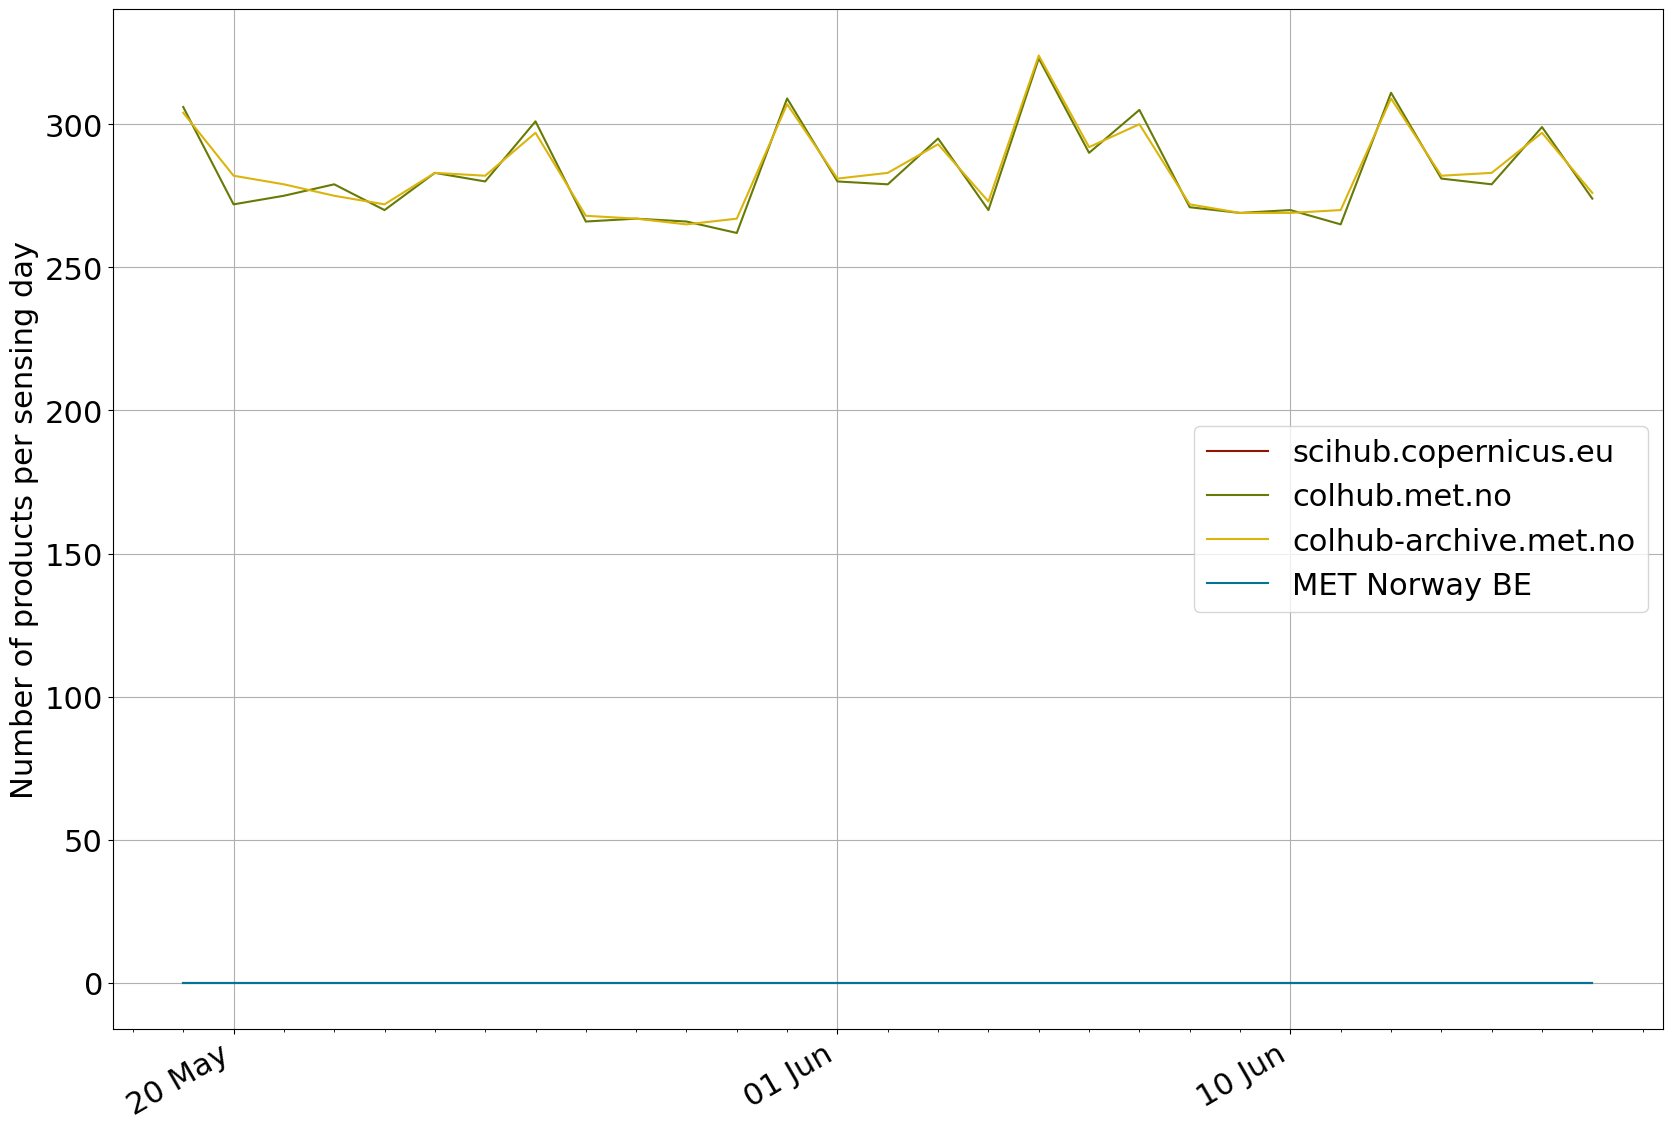 Number of products per sensing day
300
250
200
150
100
50
0
20 May
01 Jun
10 Jun
scihub.copernicus.eu
colhub.met.no
colhub-archive.met.no
MET Norway BE